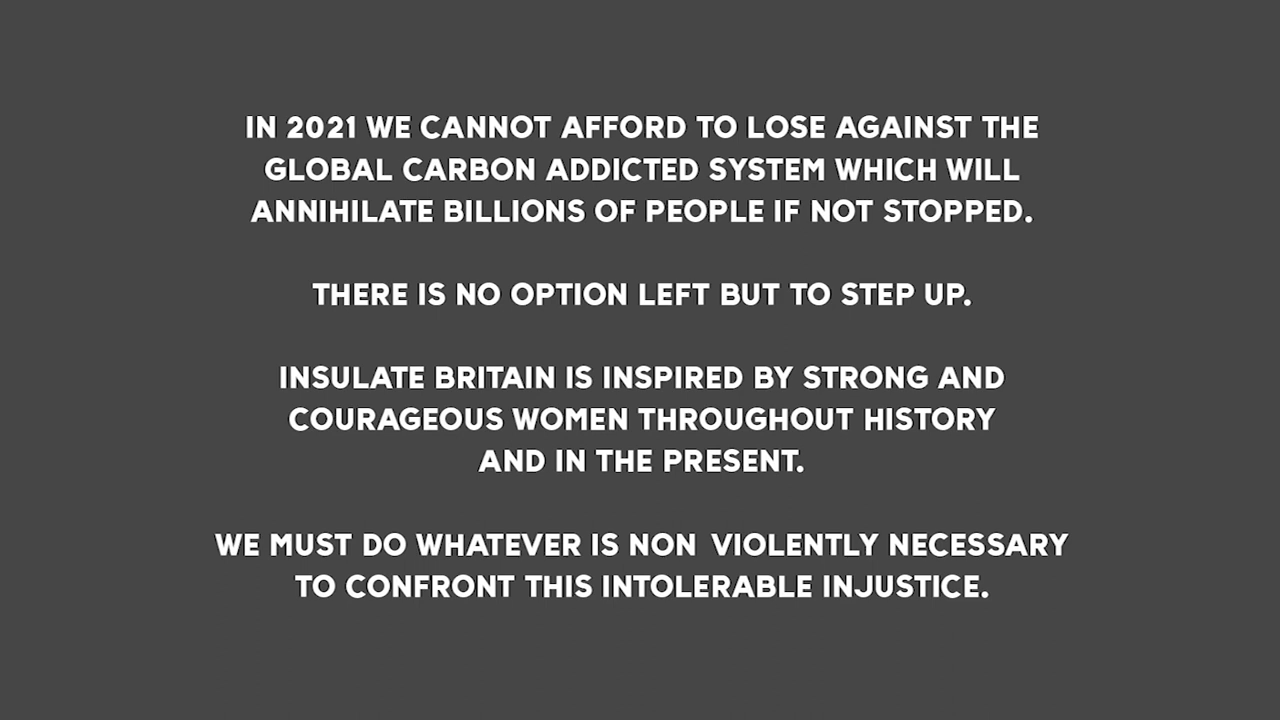 IN 2021 WE CANNOT AFFORD TO LOSE AGAINST THE
GLOBAL CARBON ADDICTED SYSTEM WHICH WILL
ANNIHILATE BILLIONS OF PEOPLE IF NOT STOPPED.
THERE IS NO OPTION LEFT BUT TO STEP UP.
INSULATE BRITAIN IS INSPIRED BY STRONG AND
COURAGEOUS WOMEN THROUGHOUT HISTORY
AND IN THE PRESENT.
WE MUST DO WHATEVER IS NON VIOLENTLY NECESSARY
TO CONFRONT THIS INTOLERABLE INJUSTICE.